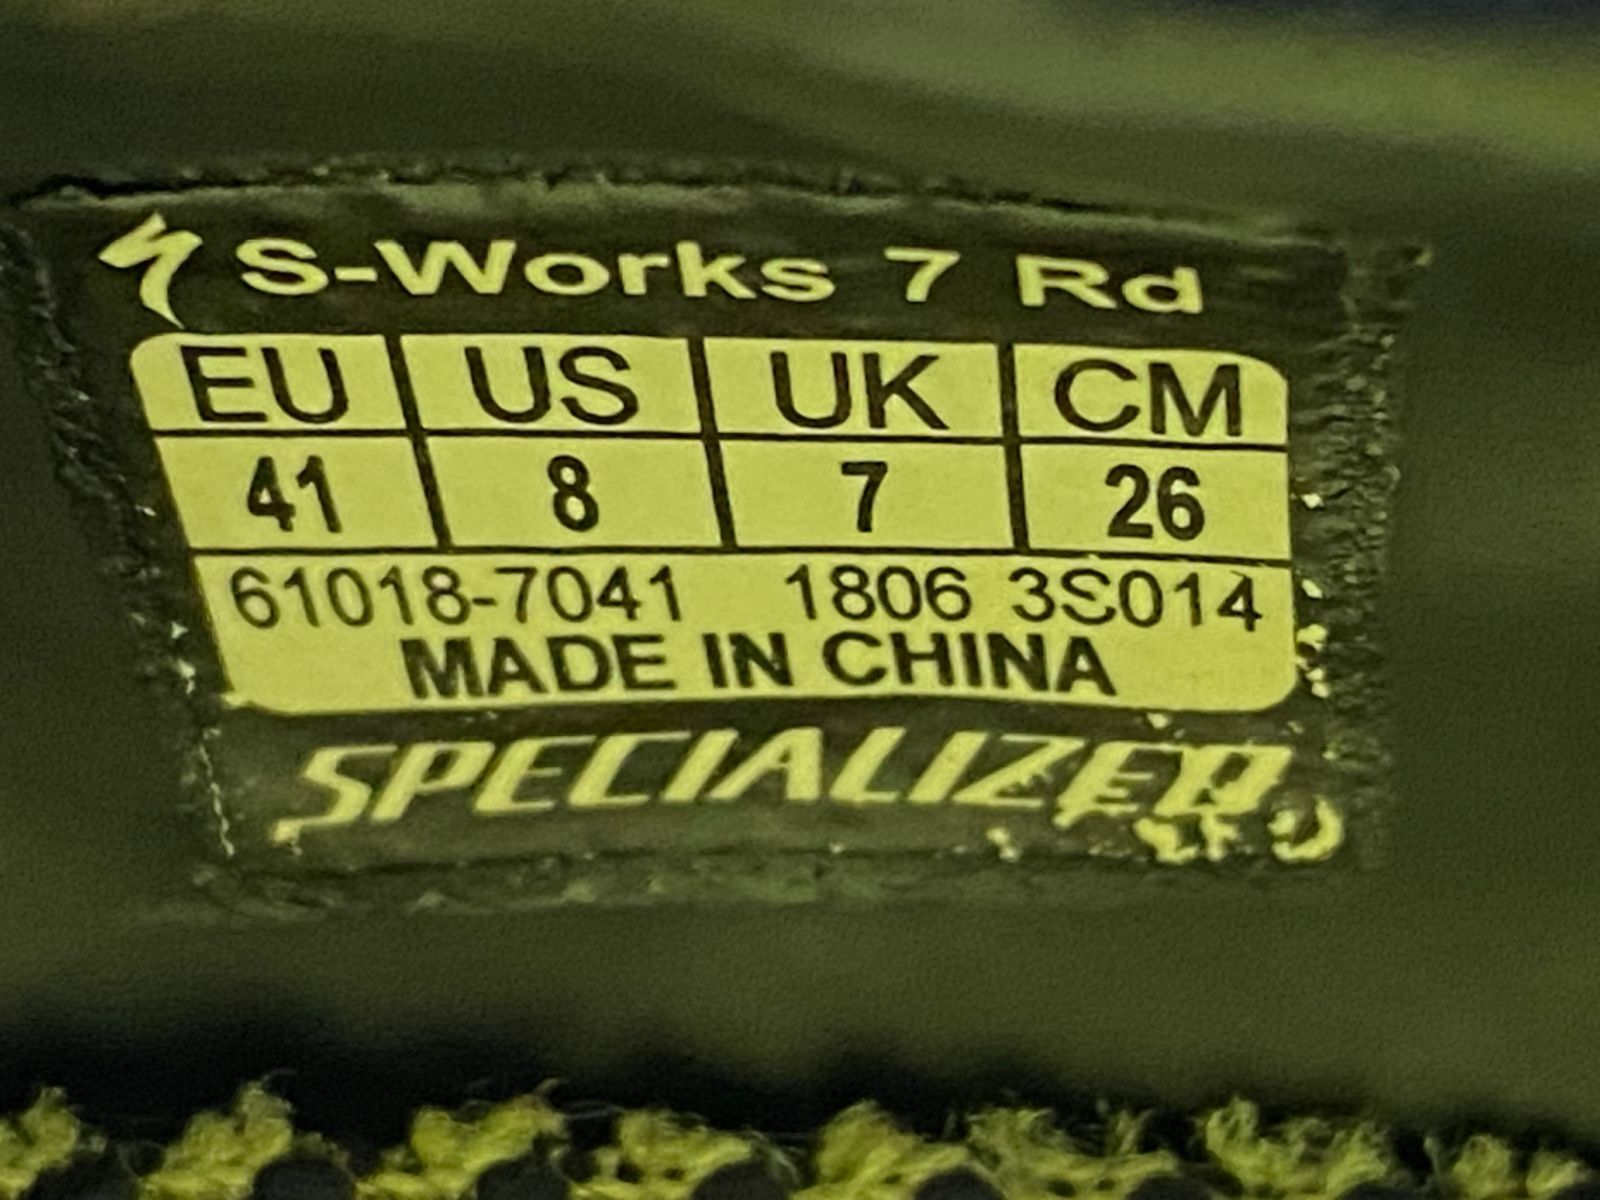 S-Works 7 Rd
EU US UK CM
41 8 7 26
61018-7041 1806 3S014
MADE IN CHINA
SPECIALIZED